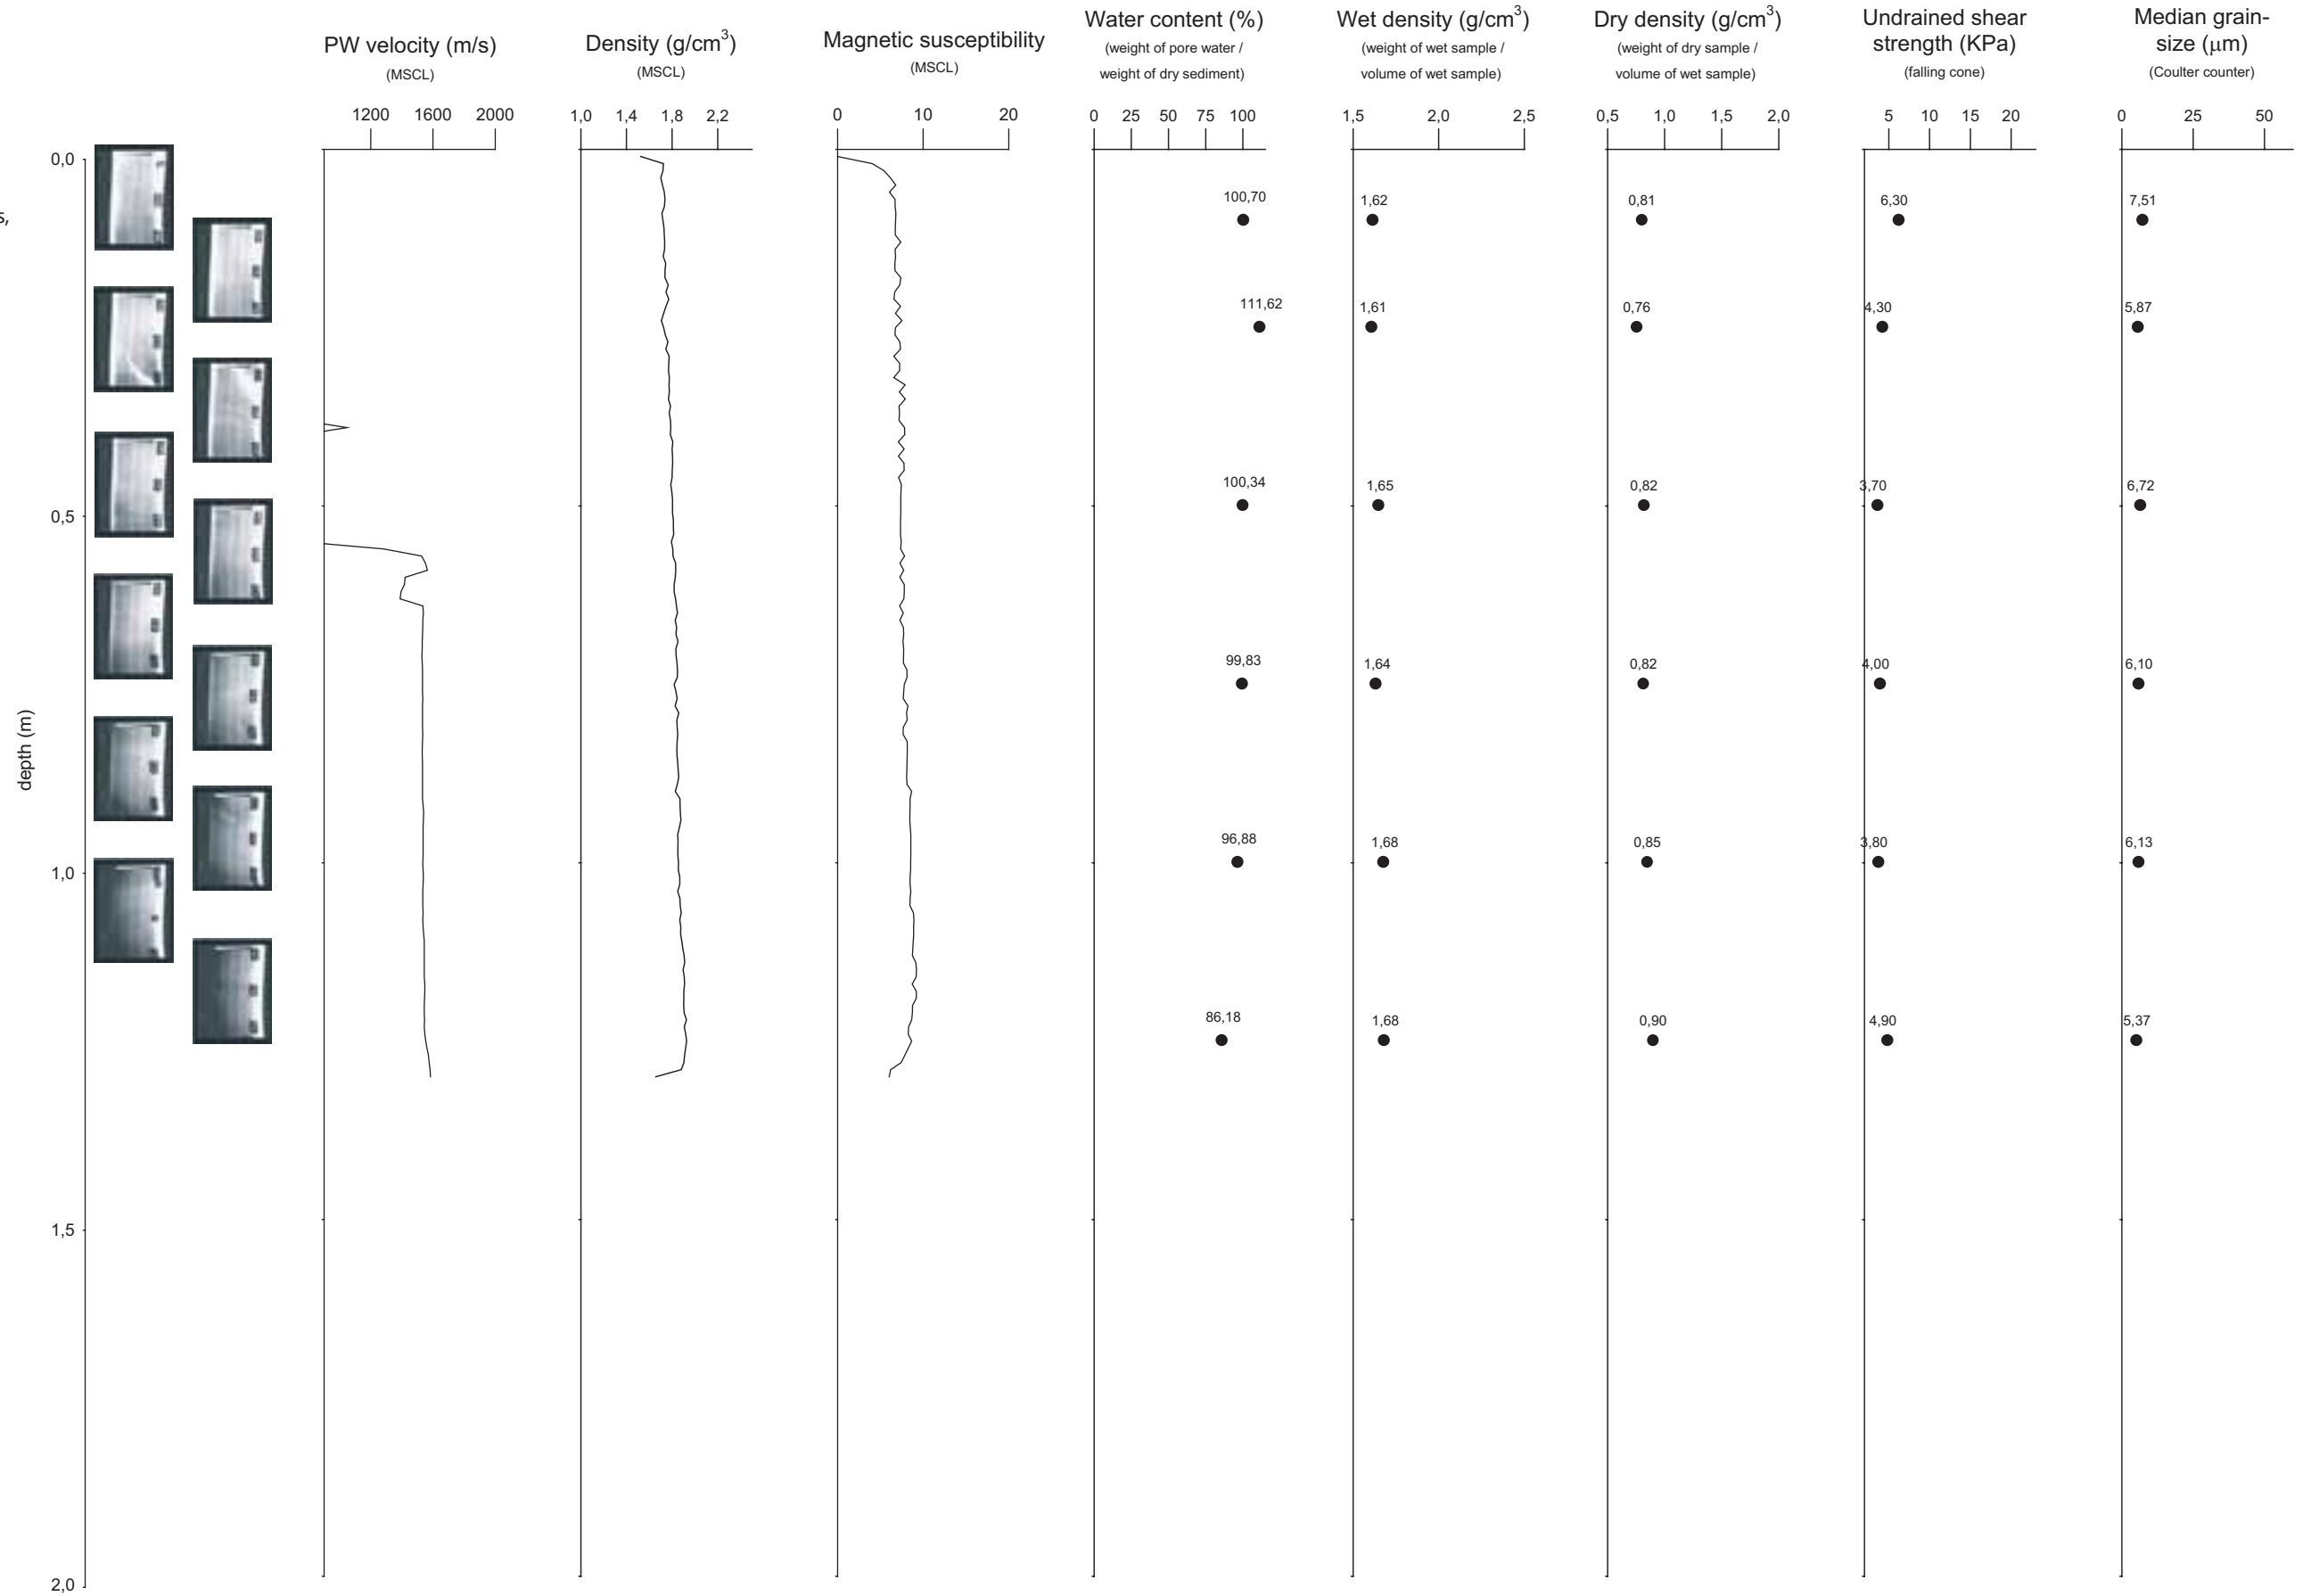 s,
PW velocity (m/s)
(MSCL)
1200 1600 2000
Density (g/cm3)
(MSCL)
1,0 1,4 1,8 2,2
Magnetic susceptibility
(MSCL)
0 10 20
Water content (%)
(weight of pore water /
weight of dry sediment)
0 25 50 75 100
Wet density (g/cm3)
(weight of wet sample /
volume of wet sample)
1,5 2,0 2,5
Dry density (g/cm3)
(weight of dry sample /
volume of wet sample)
0,5 1,0 1,5 2,0
Undrained shear
strength (KPa)
(falling cone)
5 10 15 20
Median grain-
size (μm)
(Coulter counter)
0 25 50
depth (m)
0,0
100,70 1,62 0,81 6,30 7,51
111,62 1,61 0,76 4,30 5,87
0,5
100,34 1,65 0,82 3,70 6,72
99,83 1,64 0,82 4,00 6,10
96,88 1,68 0,85 3,80 6,13
1,0
86,18 1,68 0,90 4,90 5,37
1,5
2,0